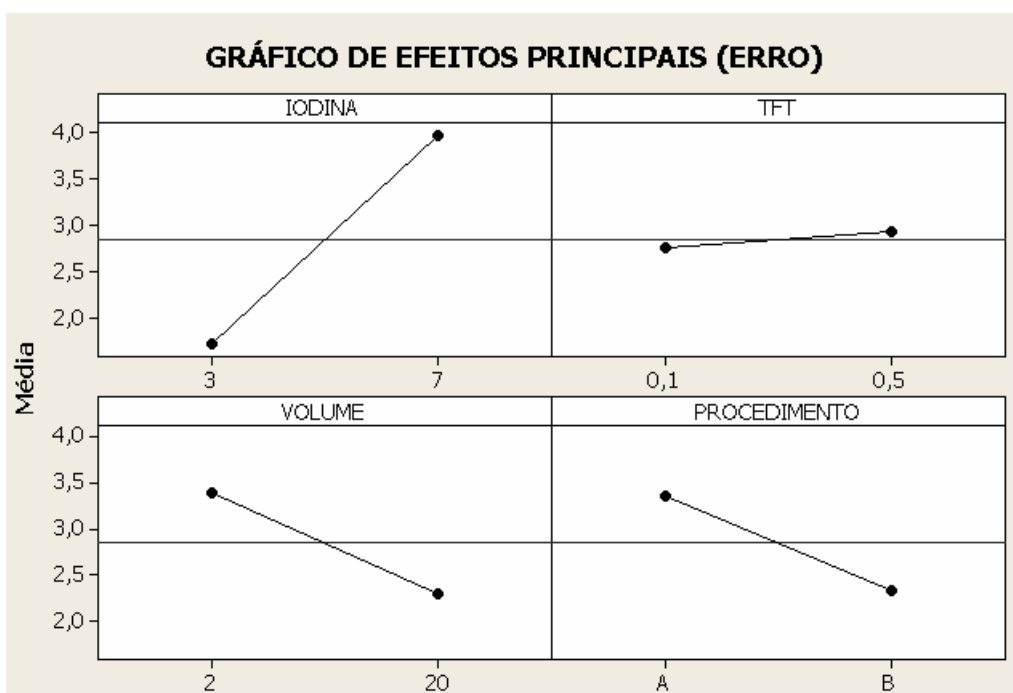 GRÁFICO DE EFEITOS PRINCIPAIS (ERRO)
Média
IODINA
TFT
4,0
3,5
3,0
2,5
2,0
3
7
0,1
0,5
VOLUME
PROCEDIMENTO
4,0
3,5
3,0
2,5
2,0
2
20
A
B